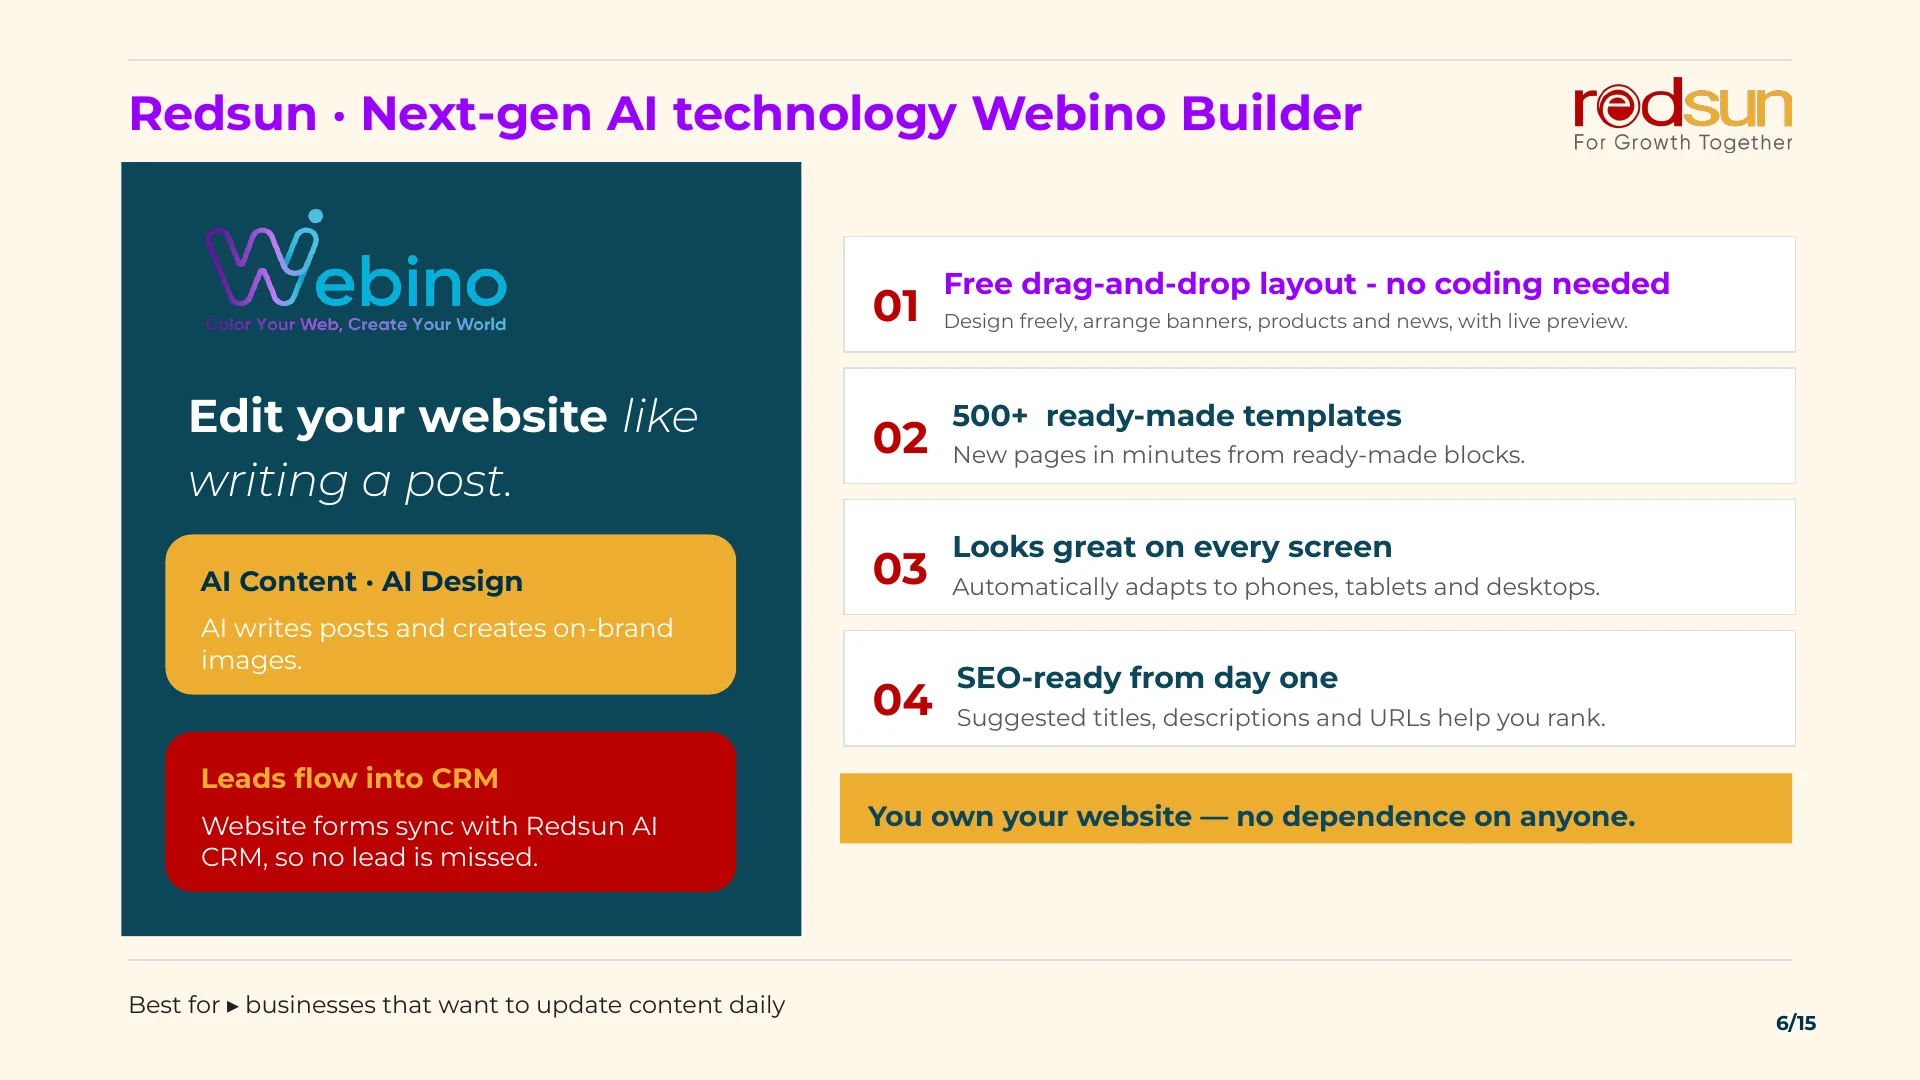 Redsun · Next-gen AI technology Webino Builder
redsun
For Growth Together
Webino
Color Your Web, Create Your World
Edit your website like
writing a post.
AI Content · AI Design
AI writes posts and creates on-brand
images.
Leads flow into CRM
Website forms sync with Redsun AI
CRM, so no lead is missed.
01
Free drag-and-drop layout - no coding needed
Design freely, arrange banners, products and news, with live preview.
02
500+  ready-made templates
New pages in minutes from ready-made blocks.
03
Looks great on every screen
Automatically adapts to phones, tablets and desktops.
04
SEO-ready from day one
Suggested titles, descriptions and URLs help you rank.
You own your website — no dependence on anyone.
Best for ▸ businesses that want to update content daily
6/15